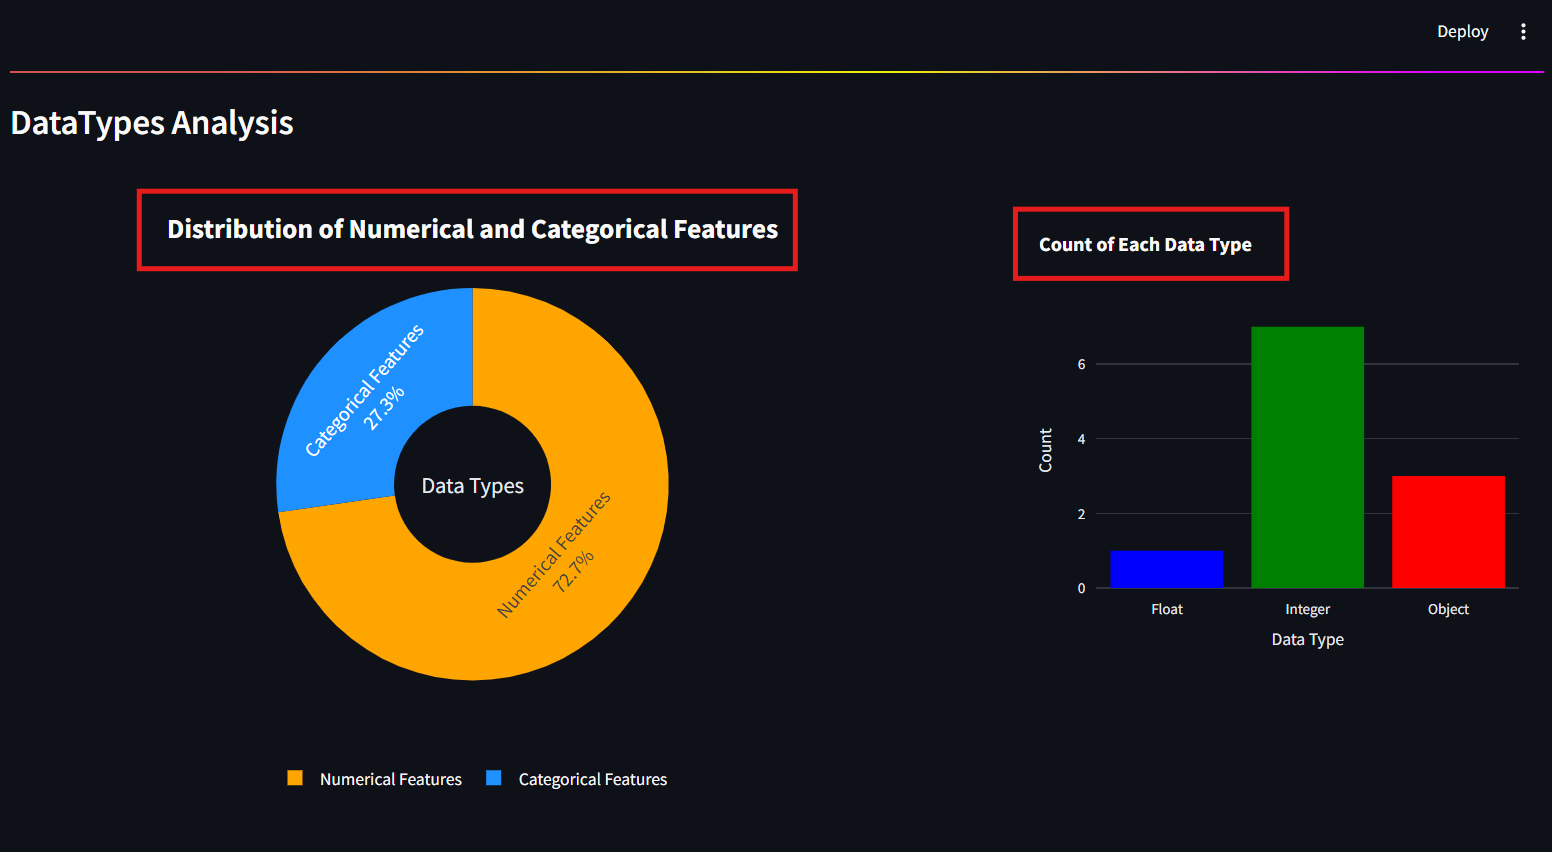 Deploy
DataTypes Analysis
Distribution of Numerical and Categorical Features
Categorical Features
27.3%
Data Types
Numerical Features
72.7%
Numerical Features
Categorical Features
Count of Each Data Type
6
4
2
0
Count
Float
Integer
Object
Data Type